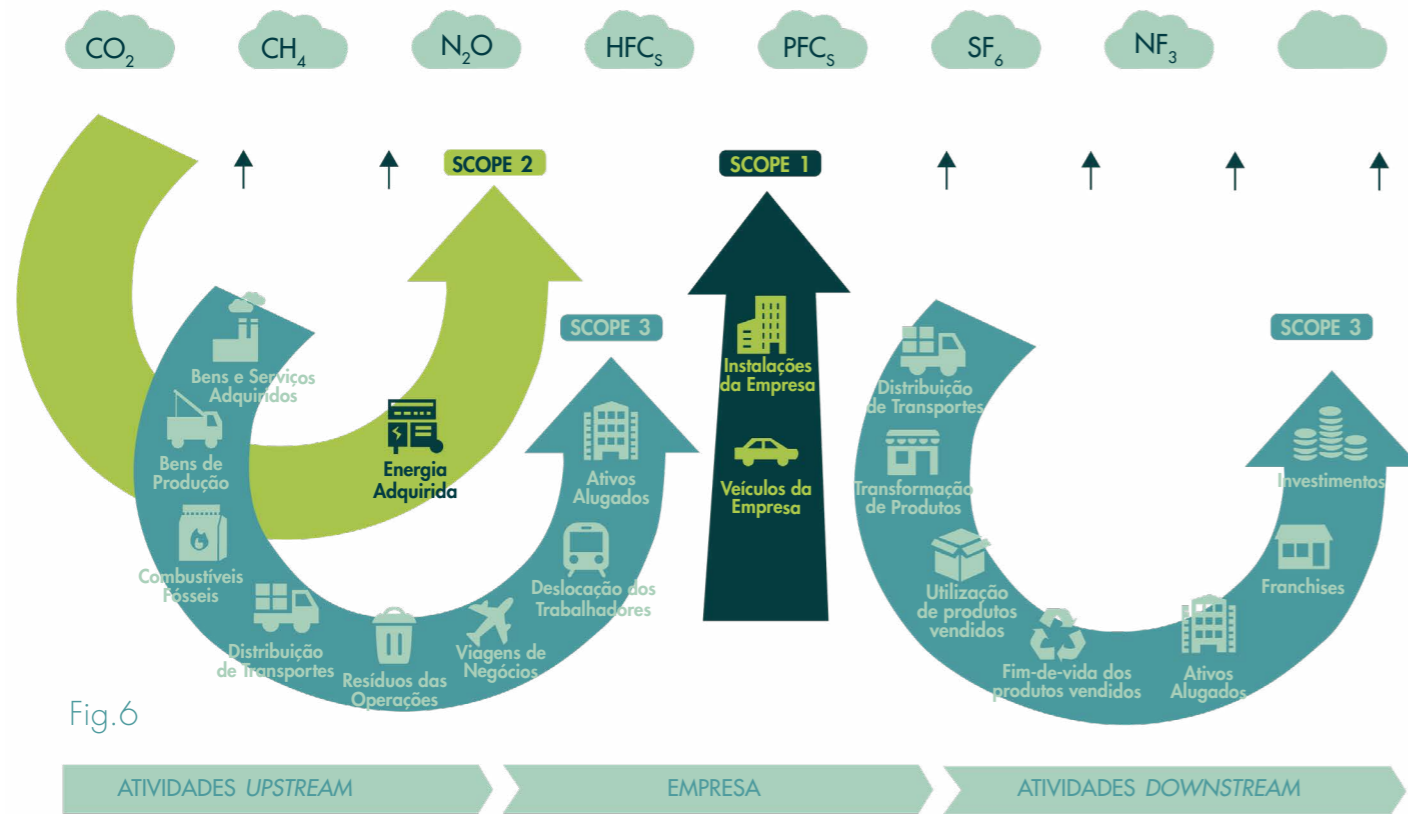 CO₂
CH₄
N₂O
HFCₛ
PFCₛ
SF₆
NF₃
SCOPE 2
SCOPE 1
SCOPE 3
SCOPE 3
Bens e Serviços
Adquiridos
Bens de
Produção
Combustíveis
Fósseis
Distribuição
de Transportes
Resíduos das
Operações
Viagens de
Negócios
Deslocação dos
Trabalhadores
Ativos
Alugados
Energia
Adquirida
Instalações
da Empresa
Veículos da
Empresa
Distribuição
de Transportes
Transformação
de Produtos
Utilização
de produtos
vendidos
Fim-de-vida dos
produtos vendidos
Ativos
Alugados
Franchises
Investimentos
Fig.6
ATIVIDADES UPSTREAM
EMPRESA
ATIVIDADES DOWNSTREAM